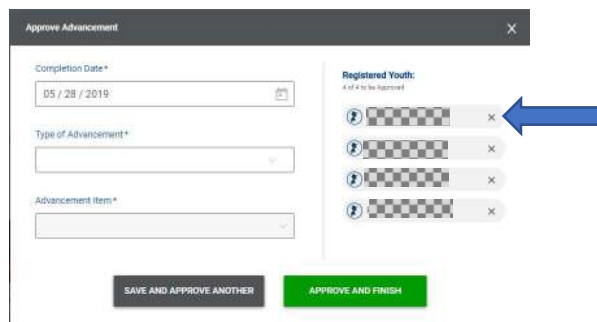 Approve Advancement
Completion Date*
05 / 28 / 2019
Type of Advancement*
Advancement Item*
Registered Youth:
4 of 4 to be Approved
SAVE AND APPROVE ANOTHER
APPROVE AND FINISH